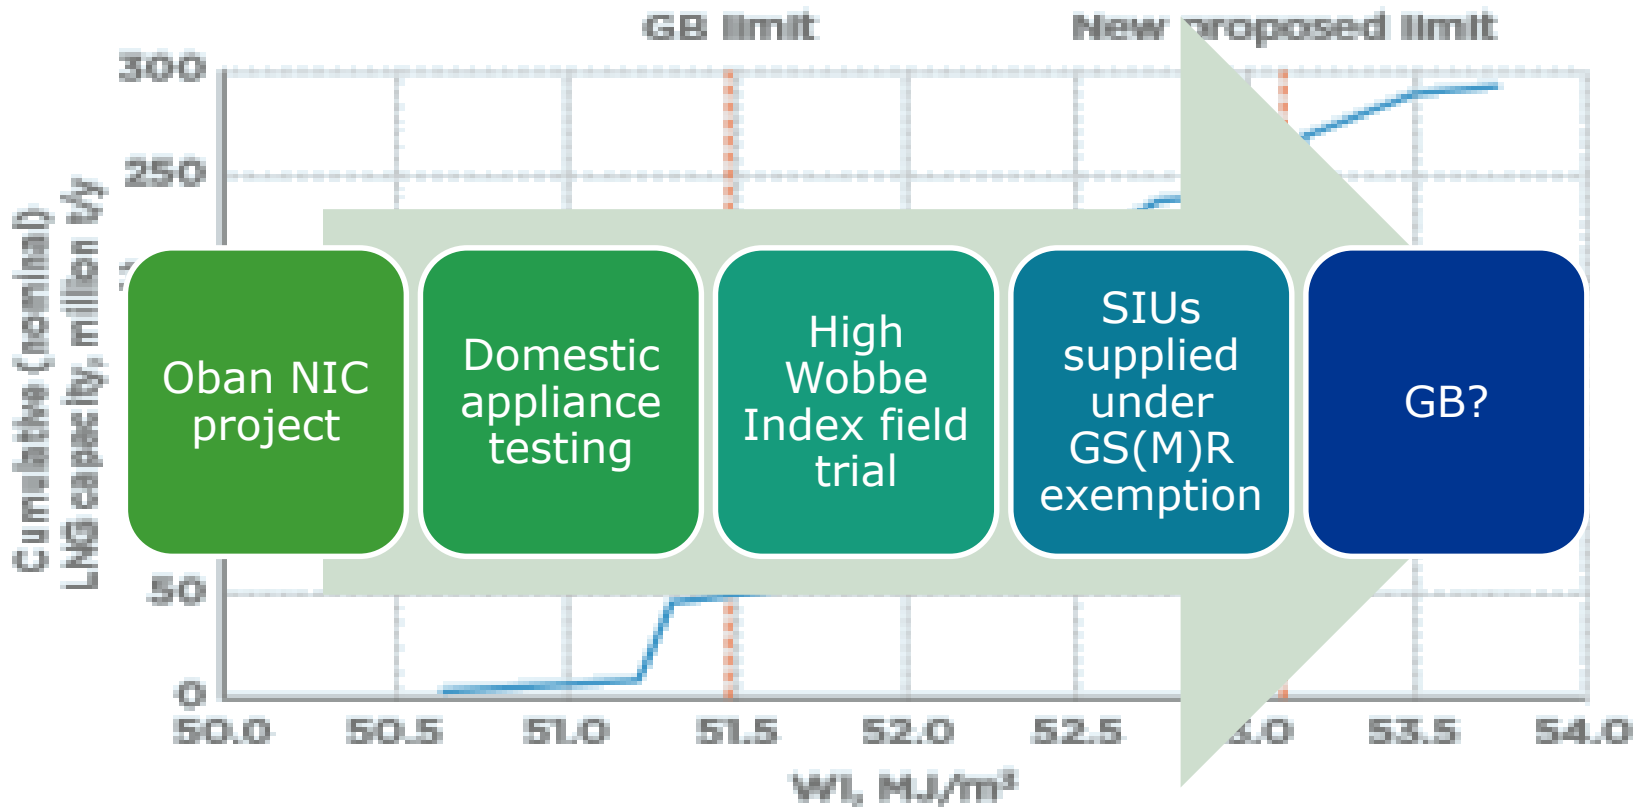 GB limit
New proposed limit
300
250
50
0
Cumulative (nominal)
LNG capacity, million t/y
Oban NIC
project
Domestic
appliance
testing
High
Wobbe
Index field
trial
SIUs
supplied
under
GS(M)R
exemption
GB?
50.0
50.5
51.0
51.5
52.0
52.5
53.5
54.0
WI, MJ/m³